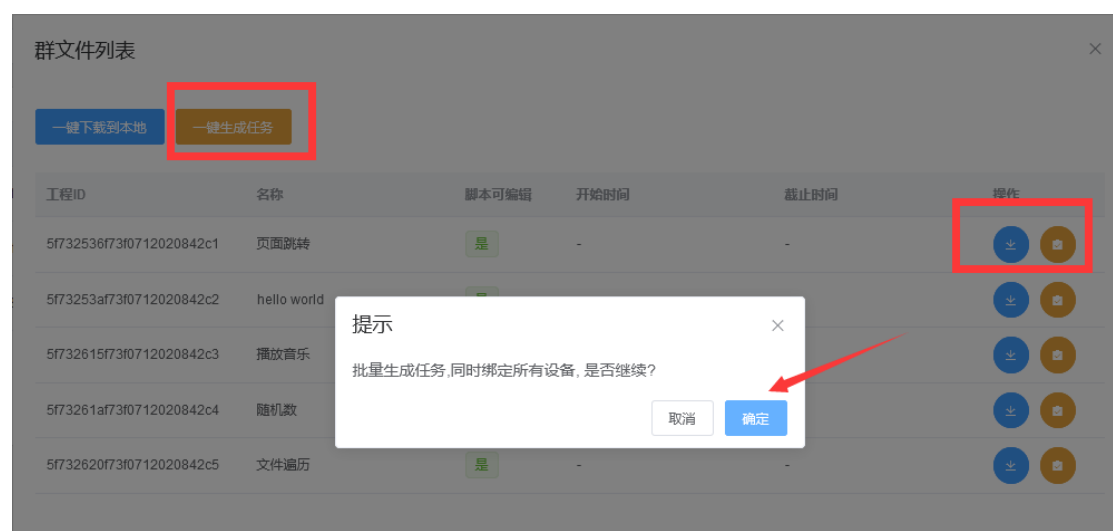 群文件列表
一键下载到本地 一键生成任务
工程ID 名称 脚本可编辑 开始时间 截止时间 操作
5f732536f73f0712020842c1 页面跳转 是 - -
5f73253af73f0712020842c2 hello world
5f732615f73f0712020842c3 播放音乐
5f73261af73f0712020842c4 随机数
5f732620f73f0712020842c5 文件遍历 是 - -
提示
批量生成任务,同时绑定所有设备, 是否继续?
取消 确定